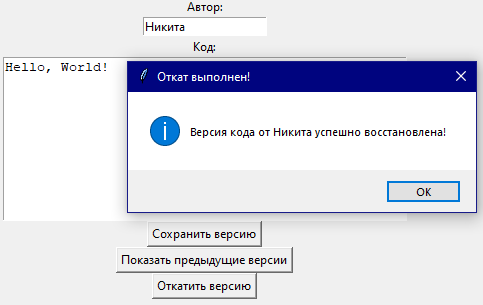 Автор:
Никита
Код:
Hello, World!
Откат выполнен!
Версия кода от Никита успешно восстановлена!
OK
Сохранить версию
Показать предыдущие версии
Откатить версию